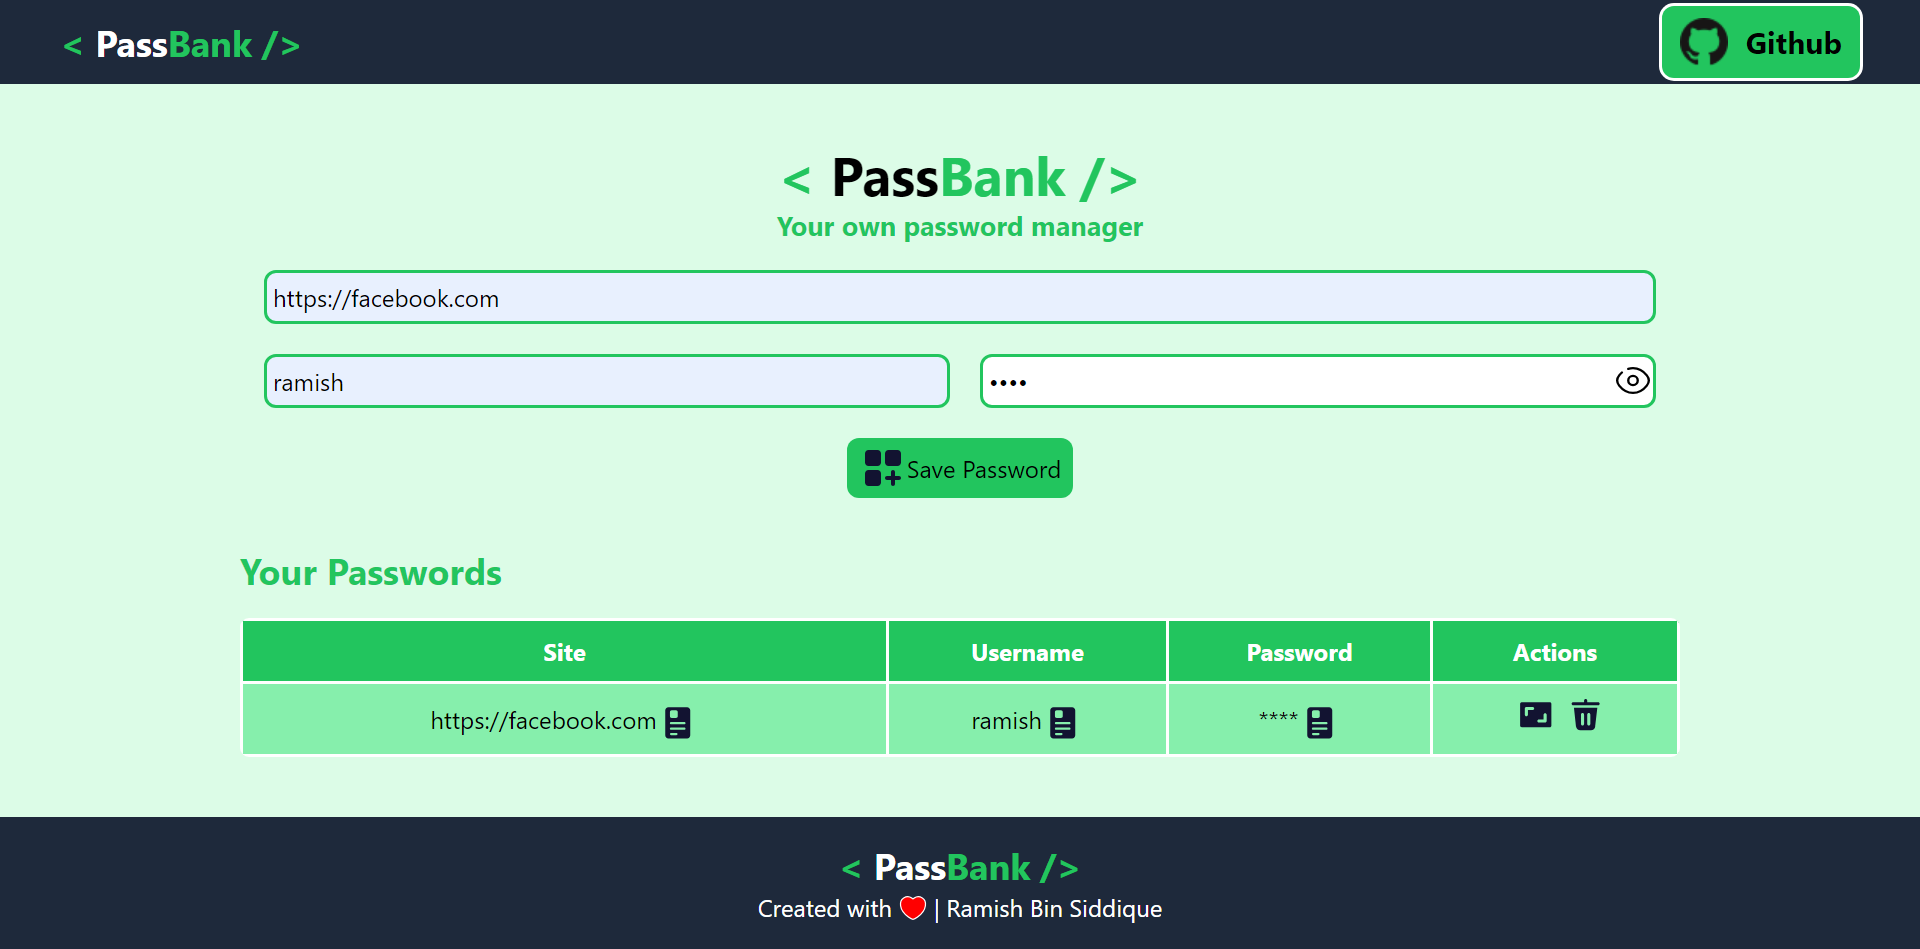 < PassBank />
Github
< PassBank />
Your own password manager
https://facebook.com
ramish
••••
Save Password
Your Passwords
Site Username Password Actions
https://facebook.com ramish ****
< PassBank />
Created with ❤️ | Ramish Bin Siddique